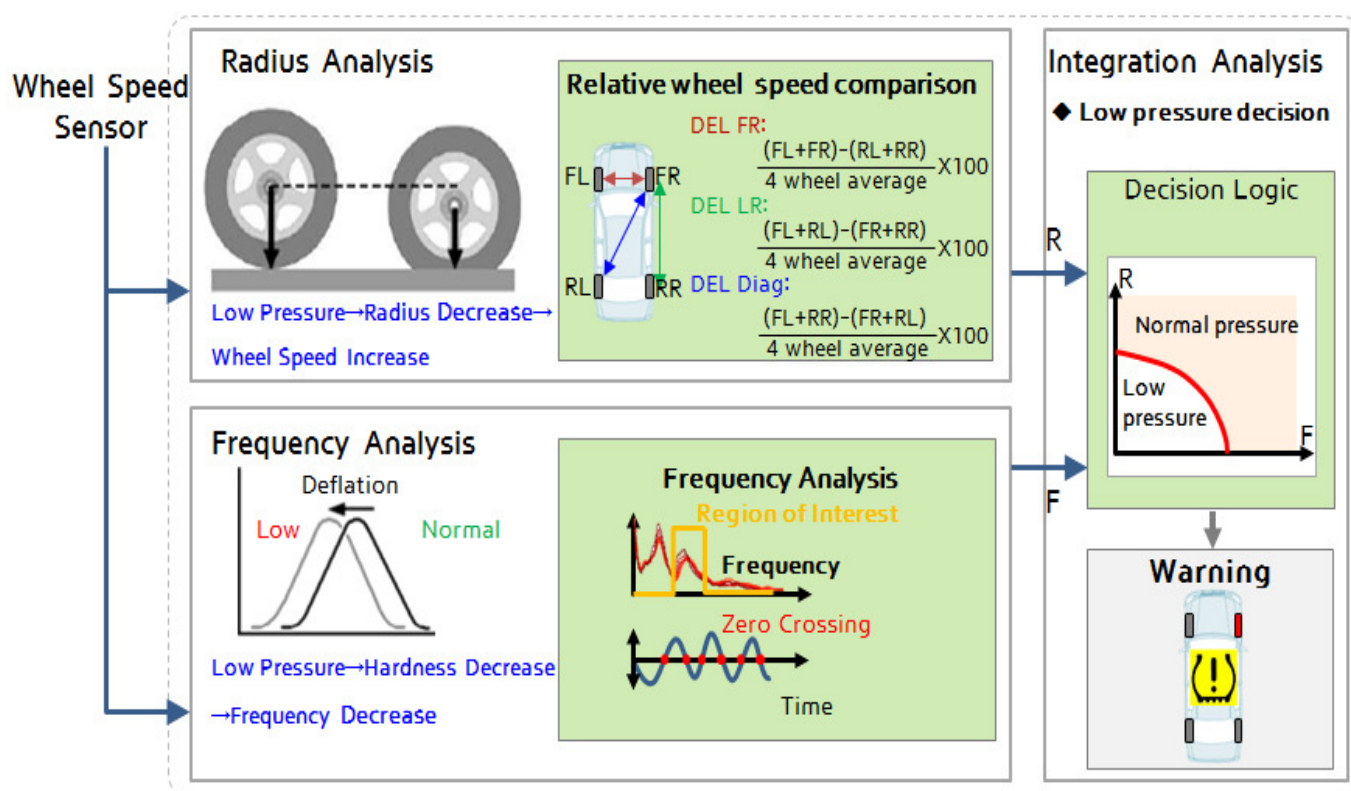 Wheel Speed
Sensor
Radius Analysis
Low Pressure→Radius Decrease→
Wheel Speed Increase
Relative wheel speed comparison
FL
FR
RL
RR
DEL FR:
(FL+FR)-(RL+RR)
4 wheel average
X100
DEL LR:
(FL+RL)-(FR+RR)
4 wheel average
X100
DEL Diag:
(FL+RR)-(FR+RL)
4 wheel average
X100
Frequency Analysis
Deflation
Low
Normal
Low Pressure→Hardness Decrease
→Frequency Decrease
Frequency Analysis
Region of Interest
Frequency
Zero Crossing
Time
R
F
Integration Analysis
◆ Low pressure decision
Decision Logic
R
Normal pressure
Low
pressure
F
Warning
!